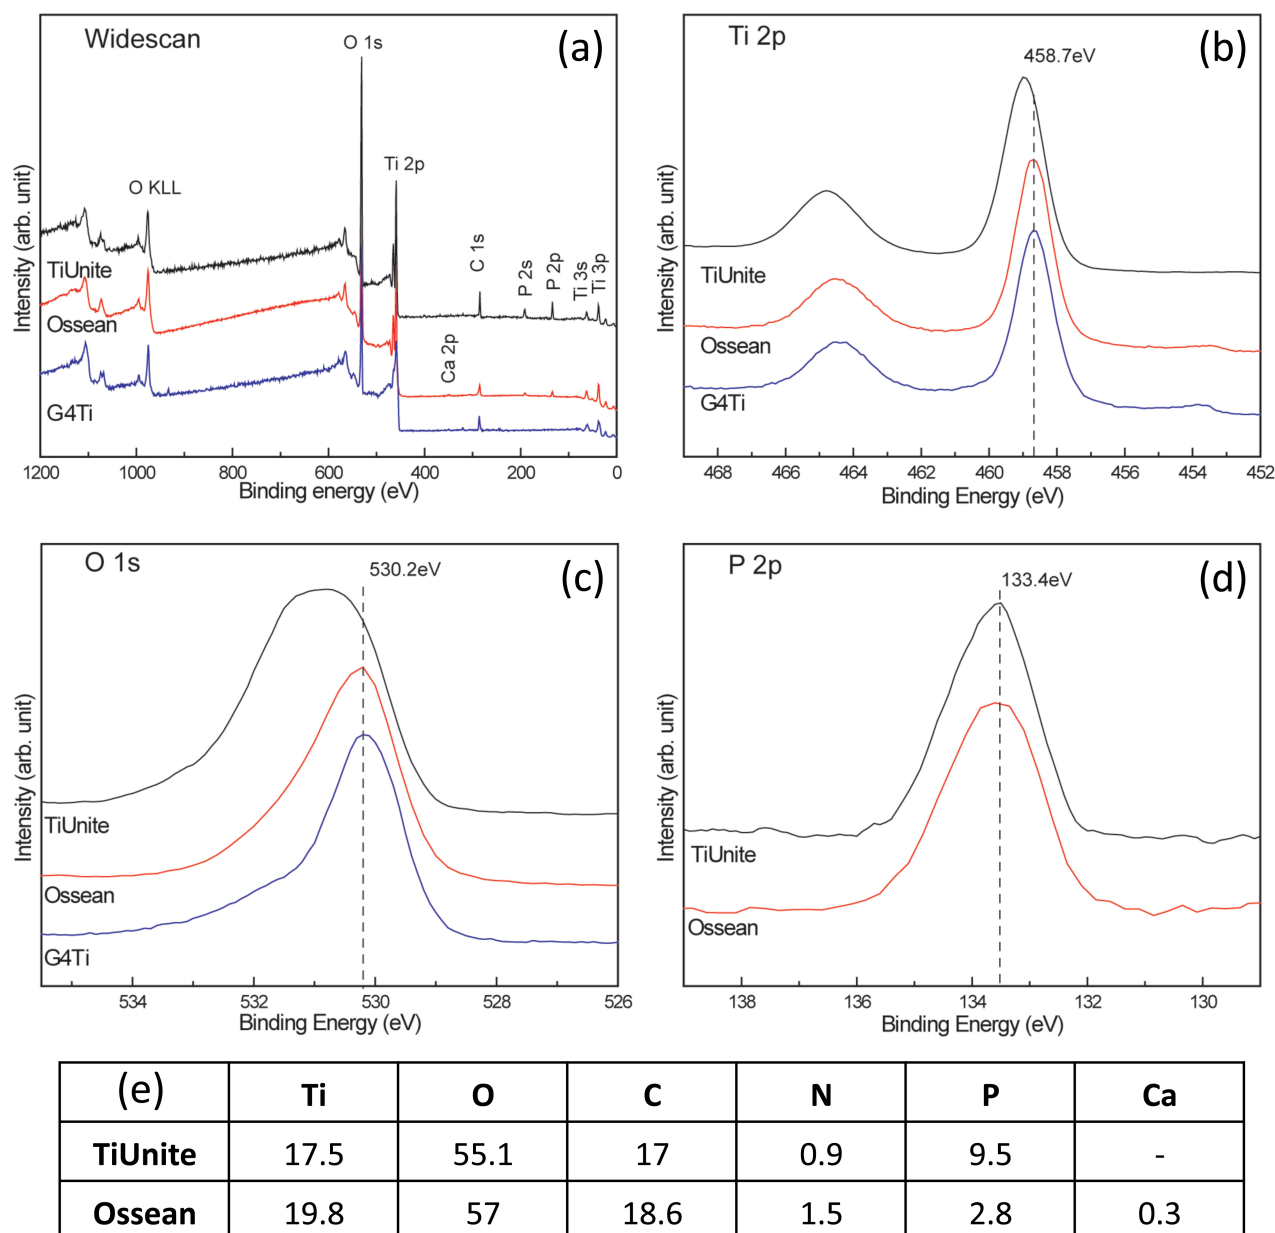 Widescan
(a)
O 1s
Ti 2p
O KLL
C 1s
P 2s
P 2p
Ti 3s
Ti 3p
Ca 2p
TiUnite
Ossean
G4Ti
Intensity (arb. unit)
1200 1000 800 600 400 200 0
Binding energy (eV)
Ti 2p
(b)
458.7eV
TiUnite
Ossean
G4Ti
Intensity (arb. unit)
468 466 464 462 460 458 456 454 452
Binding Energy (eV)
O 1s
(c)
530.2eV
TiUnite
Ossean
G4Ti
Intensity (arb. unit)
534 532 530 528 526
Binding Energy (eV)
P 2p
(d)
133.4eV
TiUnite
Ossean
Intensity (arb. unit)
138 136 134 132 130
Binding Energy (eV)
(e) Ti O C N P Ca
TiUnite 17.5 55.1 17 0.9 9.5 -
Ossean 19.8 57 18.6 1.5 2.8 0.3